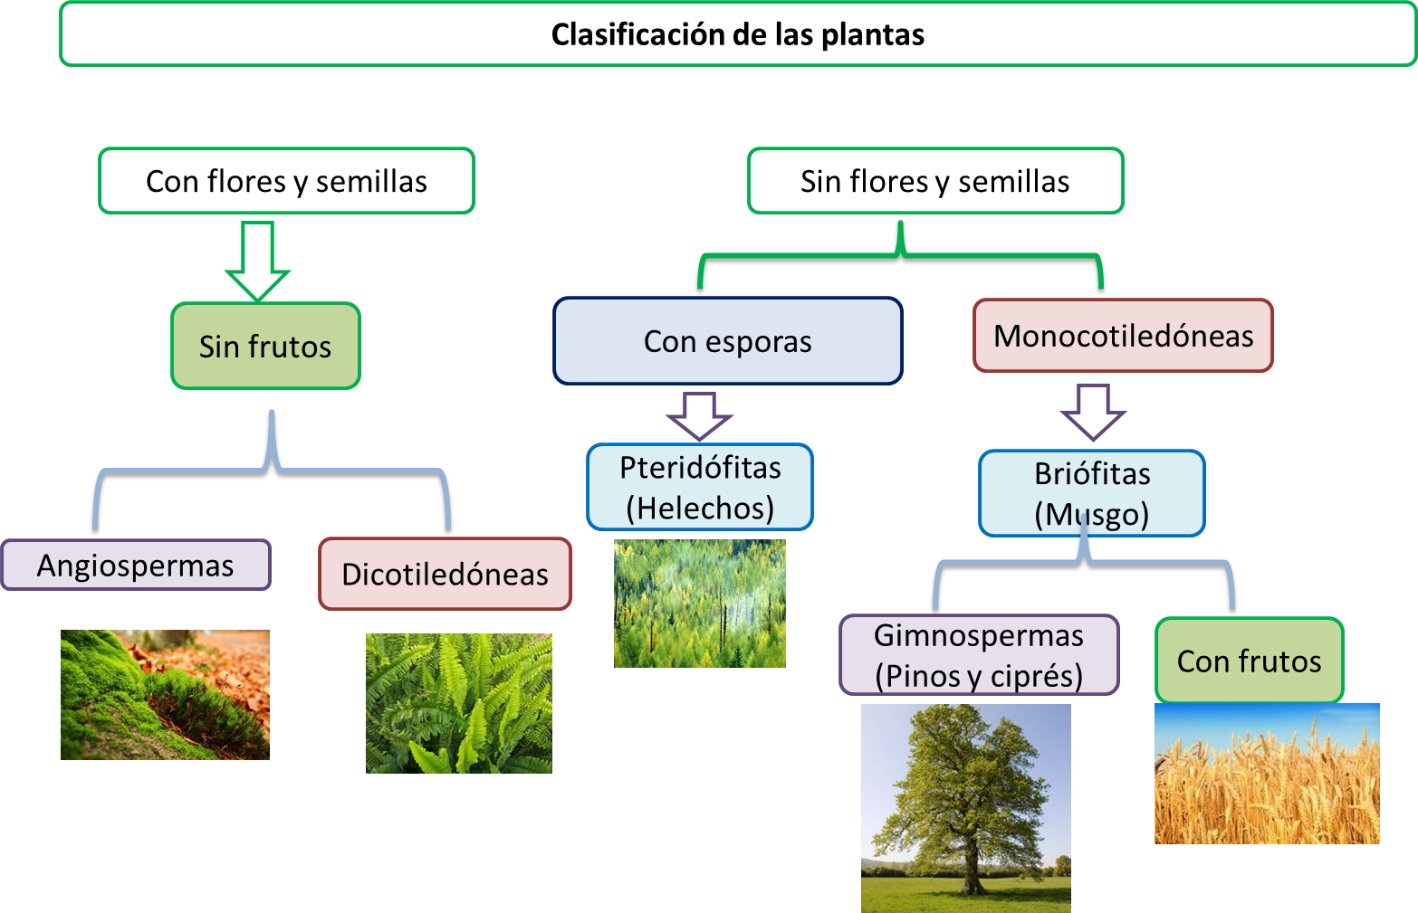 Clasificación de las plantas
Con flores y semillas
Sin flores y semillas
Sin frutos
Con esporas
Monocotiledóneas
Pteridófitas
(Helechos)
Briófitas
(Musgo)
Angiospermas
Dicotiledóneas
Gimnospermas
(Pinos y ciprés)
Con frutos